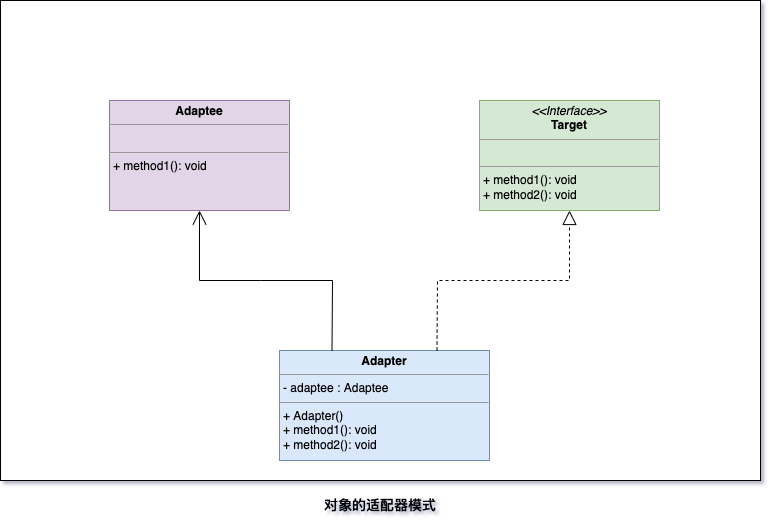 Adaptee
+ method1(): void
<<Interface>>
Target
+ method1(): void
+ method2(): void
Adapter
- adaptee : Adaptee
+ Adapter()
+ method1(): void
+ method2(): void
对象的适配器模式